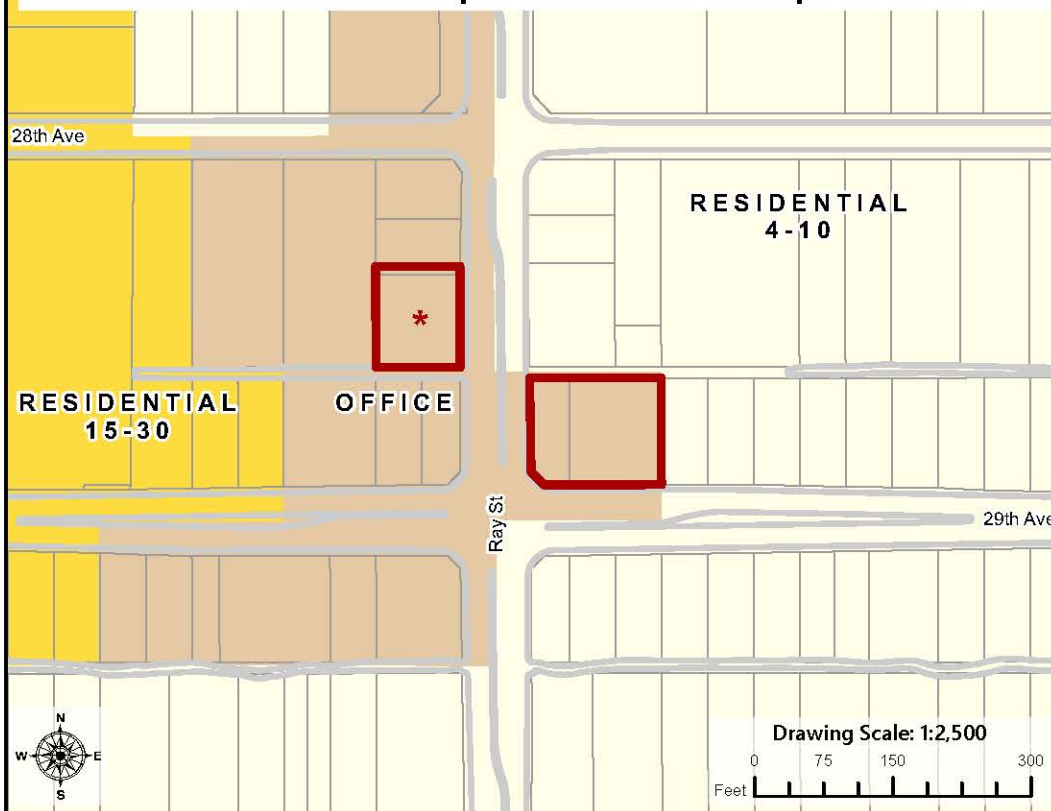 28th Ave
RESIDENTIAL
4-10
*
RESIDENTIAL
15-30
OFFICE
Ray St
29th Ave
N
W
E
S
Drawing Scale: 1:2,500
0 75 150 300
Feet